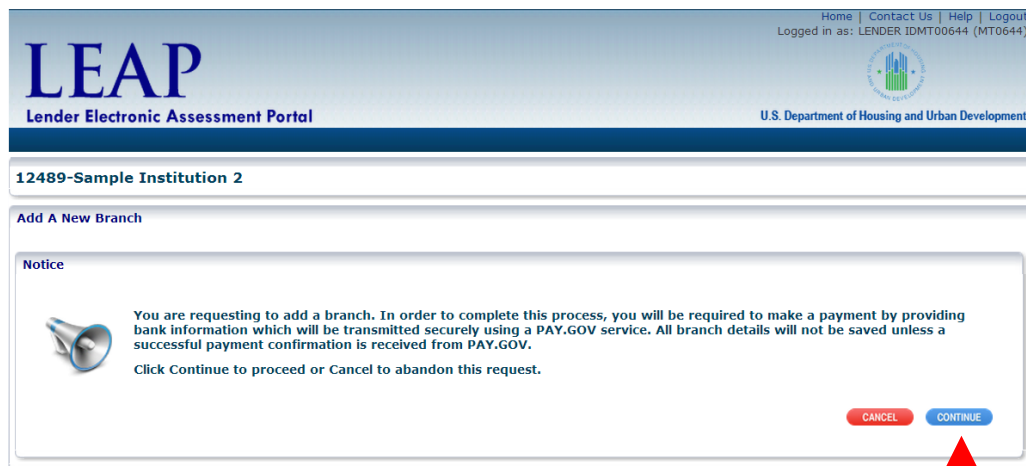 Home | Contact Us | Help | Logout
Logged in as: LENDER IDMT00644 (MT0644)
LEAP
Lender Electronic Assessment Portal
U.S. Department of Housing and Urban Development
12489-Sample Institution 2
Add A New Branch
Notice
You are requesting to add a branch. In order to complete this process, you will be required to make a payment by providing
bank information which will be transmitted securely using a PAY.GOV service. All branch details will not be saved unless a
successful payment confirmation is received from PAY.GOV.
Click Continue to proceed or Cancel to abandon this request.
CANCEL CONTINUE